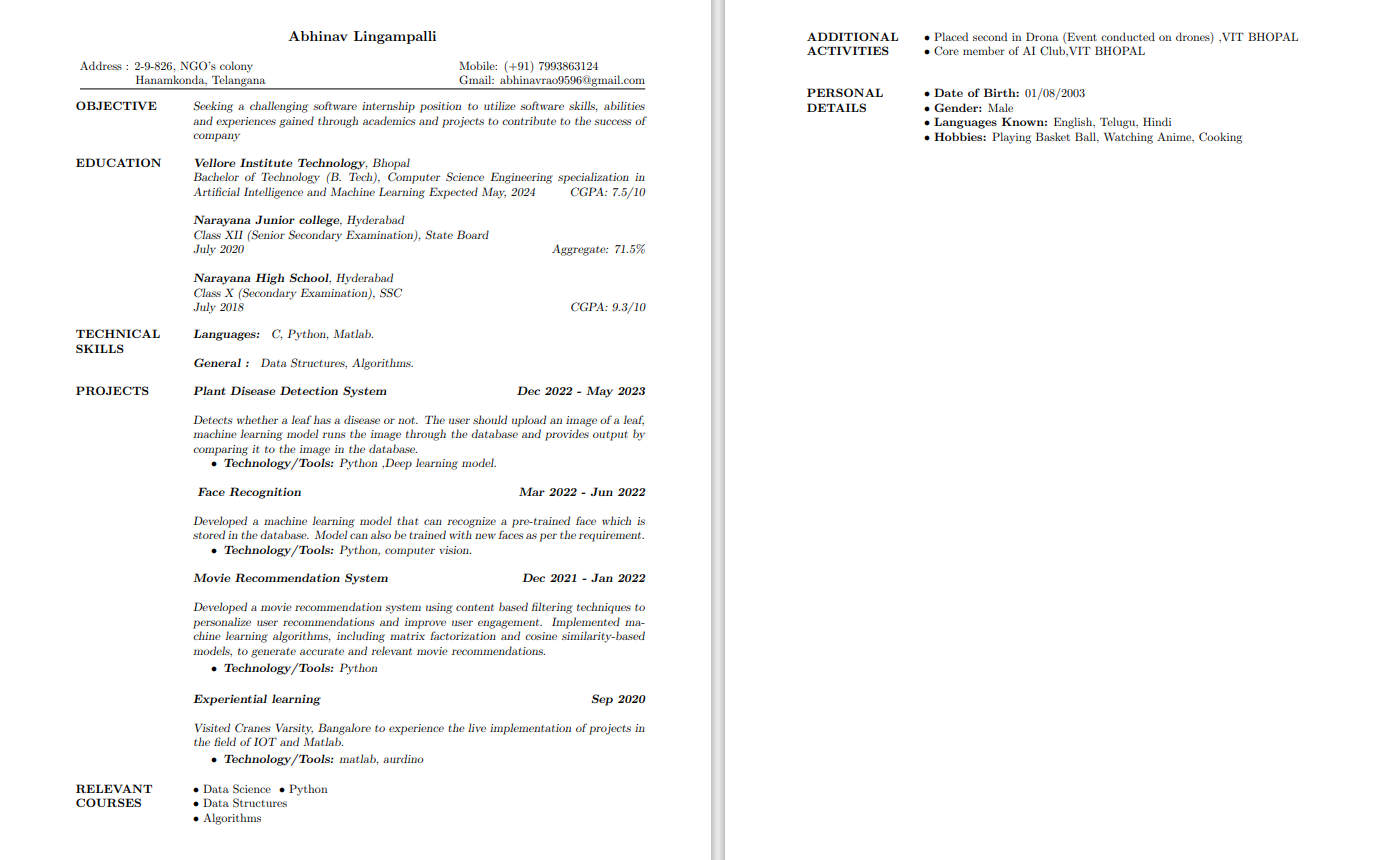 Abhinav Lingampalli
Address : 2-9-826, NGO's colony
Hanamkonda, Telangana
Mobile: (+91) 7993863124
Gmail: abhinavrao9596@gmail.com
OBJECTIVE
Seeking a challenging software internship position to utilize software skills, abilities
and experiences gained through academics and projects to contribute to the success of
company
EDUCATION
Vellore Institute Technology, Bhopal
Bachelor of Technology (B. Tech), Computer Science Engineering specialization in
Artificial Intelligence and Machine Learning Expected May, 2024 CGPA: 7.5/10
Narayana Junior college, Hyderabad
Class XII (Senior Secondary Examination), State Board
July 2020 Aggregate: 71.5%
Narayana High School, Hyderabad
Class X (Secondary Examination), SSC
July 2018 CGPA: 9.3/10
TECHNICAL
SKILLS
Languages: C, Python, Matlab.
General : Data Structures, Algorithms.
PROJECTS
Plant Disease Detection System Dec 2022 - May 2023
Detects whether a leaf has a disease or not. The user should upload an image of a leaf,
machine learning model runs the image through the database and provides output by
comparing it to the image in the database.
• Technology/Tools: Python ,Deep learning model.
Face Recognition Mar 2022 - Jun 2022
Developed a machine learning model that can recognize a pre-trained face which is
stored in the database. Model can also be trained with new faces as per the requirement.
• Technology/Tools: Python, computer vision.
Movie Recommendation System Dec 2021 - Jan 2022
Developed a movie recommendation system using content based filtering techniques to
personalize user recommendations and improve user engagement. Implemented ma-
chine learning algorithms, including matrix factorization and cosine similarity-based
models, to generate accurate and relevant movie recommendations.
• Technology/Tools: Python
Experiential learning Sep 2020
Visited Cranes Varsity, Bangalore to experience the live implementation of projects in
the field of IOT and Matlab.
• Technology/Tools: matlab, aurdino
RELEVANT
COURSES
• Data Science • Python
• Data Structures
• Algorithms
ADDITIONAL
ACTIVITIES
• Placed second in Drona (Event conducted on drones) ,VIT BHOPAL
• Core member of AI Club,VIT BHOPAL
PERSONAL
DETAILS
• Date of Birth: 01/08/2003
• Gender: Male
• Languages Known: English, Telugu, Hindi
• Hobbies: Playing Basket Ball, Watching Anime, Cooking